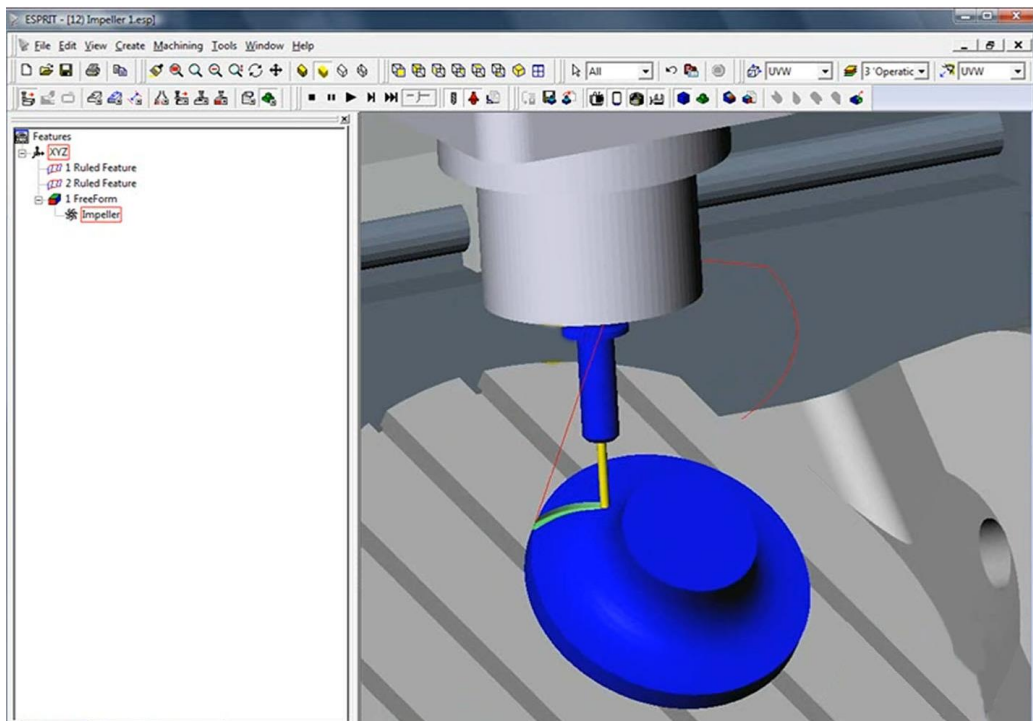 ESPRIT - [(12) Impeller 1.esp]
File Edit View Create Machining Tools Window Help
All UVW 3 'Operatic UVW
Features
XYZ
1 Ruled Feature
2 Ruled Feature
1 FreeForm
Impeller